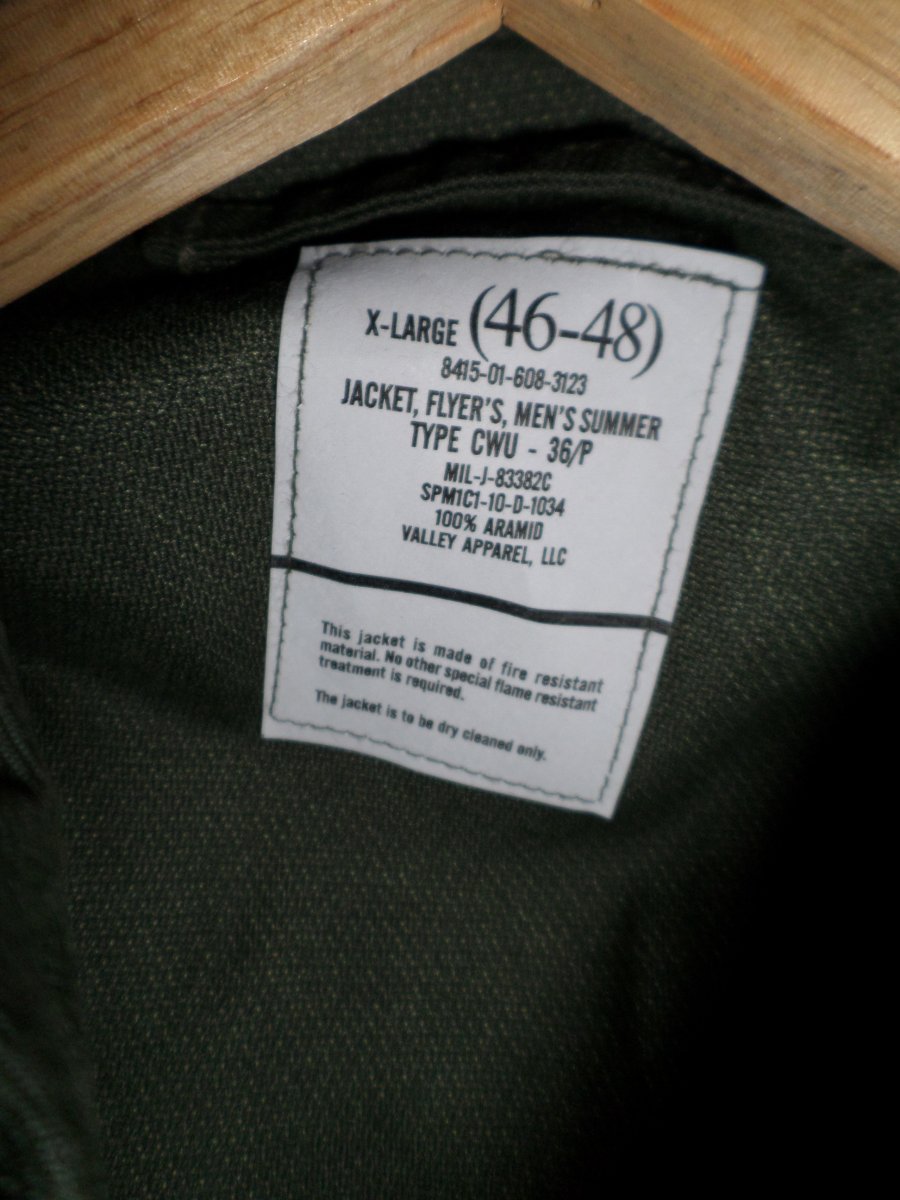 X-LARGE (46-48)
8415-01-608-3123
JACKET, FLYER'S, MEN'S SUMMER
TYPE CWU - 36/P
MIL-J-83382C
SPM1C1-10-D-1034
100% ARAMID
VALLEY APPAREL, LLC
This jacket is made of fire resistant
material. No other special flame resistant
treatment is required.
The jacket is to be dry cleaned only.